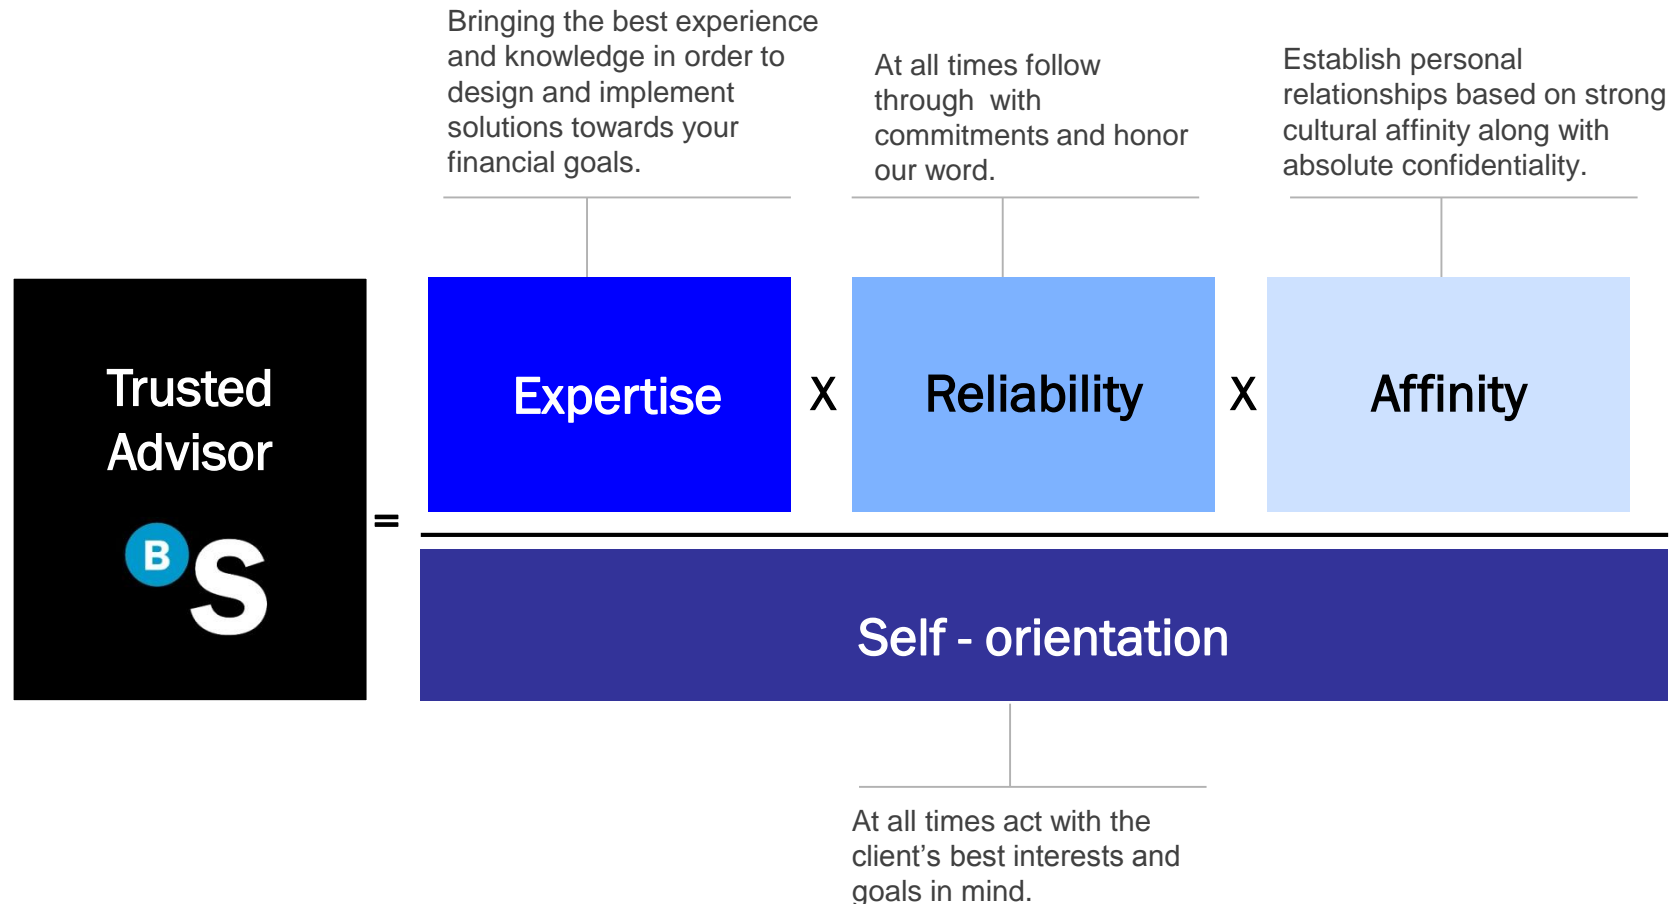 Bringing the best experience
and knowledge in order to
design and implement
solutions towards your
financial goals.
At all times follow
through  with
commitments and honor
our word.
Establish personal
relationships based on strong
cultural affinity along with
absolute confidentiality.
Trusted
Advisor
B S
=
Expertise
X
Reliability
X
Affinity
Self - orientation
At all times act with the
client’s best interests and
goals in mind.